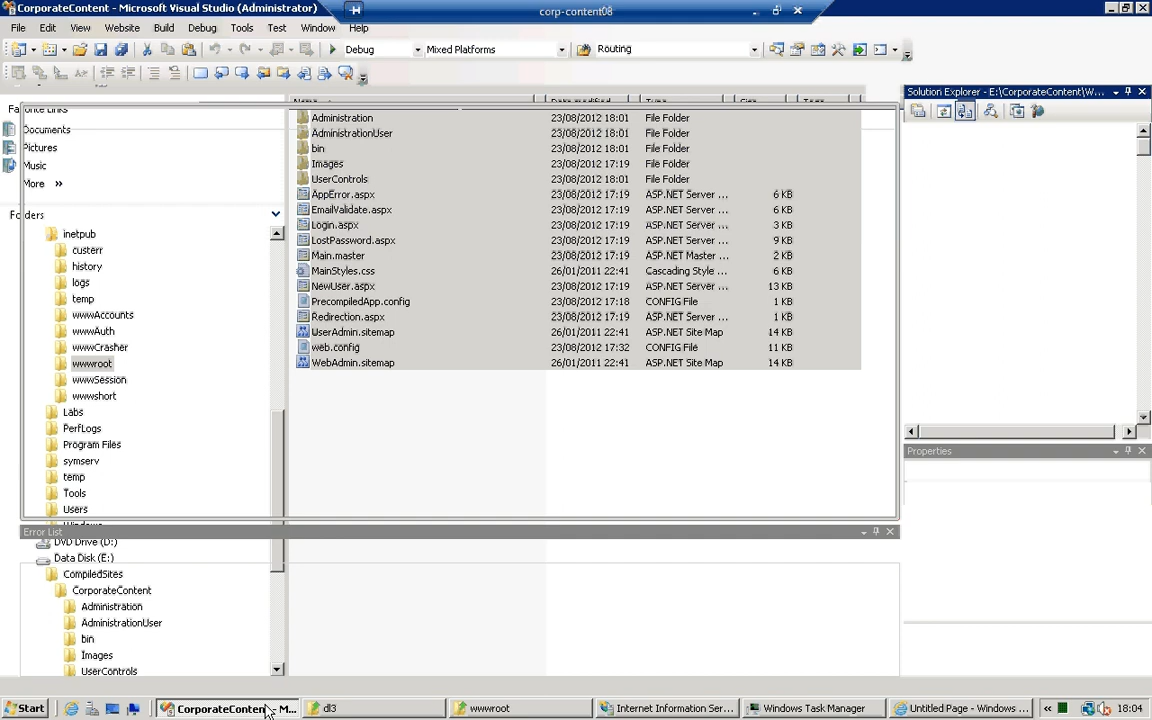 CorporateContent - Microsoft Visual Studio (Administrator)
corp-content08
File Edit View Website Build Debug Tools Test Window Help
Debug Mixed Platforms Routing
Solution Explorer - E:\CorporateContent\W...
Favorite Links
Documents
Pictures
Music
More »
Folders
inetpub
custerr
history
logs
temp
wwwAccounts
wwwAuth
wwwCrasher
wwwroot
wwwSession
wwwshort
Labs
PerfLogs
Program Files
symserv
temp
Tools
Users
Windows
DVD Drive (D:)
Data Disk (E:)
CompiledSites
CorporateContent
Administration
AdministrationUser
bin
Images
UserControls
Name Date modified Type Size Tags
Administration 23/08/2012 18:01 File Folder
AdministrationUser 23/08/2012 18:01 File Folder
bin 23/08/2012 18:01 File Folder
Images 23/08/2012 17:19 File Folder
UserControls 23/08/2012 18:01 File Folder
AppError.aspx 23/08/2012 17:19 ASP.NET Server ... 6 KB
EmailValidate.aspx 23/08/2012 17:19 ASP.NET Server ... 6 KB
Login.aspx 23/08/2012 17:19 ASP.NET Server ... 3 KB
LostPassword.aspx 23/08/2012 17:19 ASP.NET Server ... 9 KB
Main.master 23/08/2012 17:19 ASP.NET Master ... 2 KB
MainStyles.css 26/01/2011 22:41 Cascading Style ... 6 KB
NewUser.aspx 23/08/2012 17:19 ASP.NET Server ... 13 KB
PrecompiledApp.config 23/08/2012 17:18 CONFIG File 1 KB
Redirection.aspx 23/08/2012 17:19 ASP.NET Server ... 1 KB
UserAdmin.sitemap 26/01/2011 22:41 ASP.NET Site Map 14 KB
web.config 23/08/2012 17:32 CONFIG File 11 KB
WebAdmin.sitemap 26/01/2011 22:41 ASP.NET Site Map 14 KB
Properties
Error List
Start CorporateContent - M... dl3 wwwroot Internet Information Ser... Windows Task Manager Untitled Page - Windows ... « 18:04